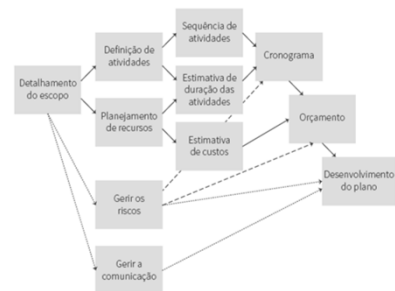 Sequência de
atividades
Definição de
atividades
Cronograma
Detalhamento
do escopo
Estimativa de
duração das
atividades
Planejamento
de recursos
Orçamento
Estimativa
de custos
Desenvolvimento
do plano
Gerir os
riscos
Gerir a
comunicação